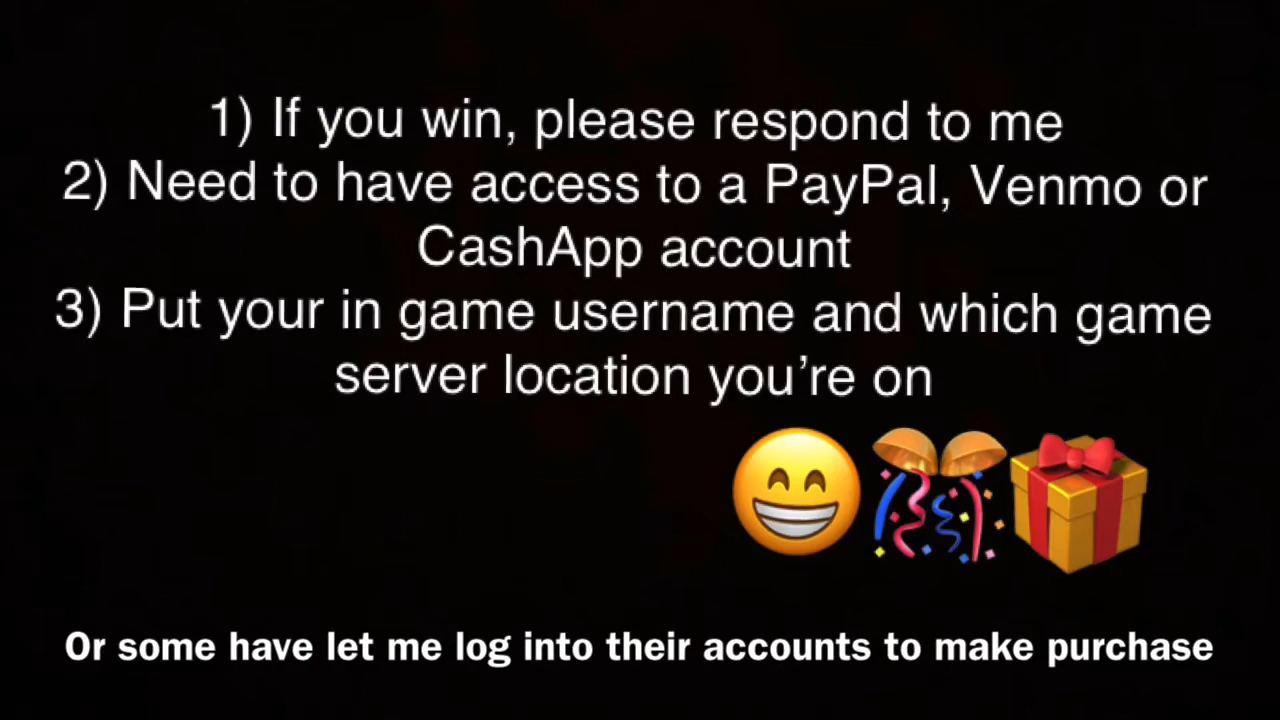 1) If you win, please respond to me
2) Need to have access to a PayPal, Venmo or
CashApp account
3) Put your in game username and which game
server location you’re on
Or some have let me log into their accounts to make purchase